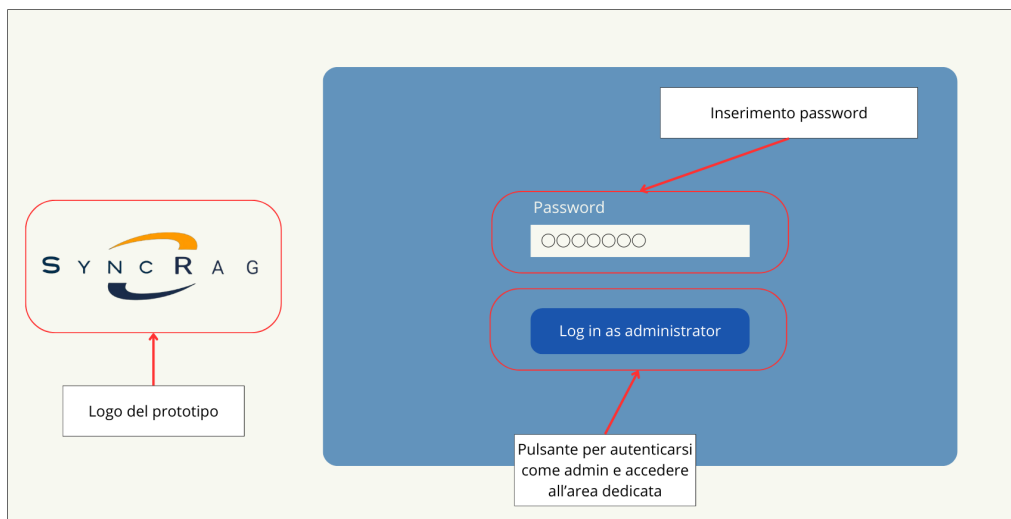 Inserimento password
Password
SYNCRAG
Log in as administrator
Logo del prototipo
Pulsante per autenticarsi
come admin e accedere
all'area dedicata